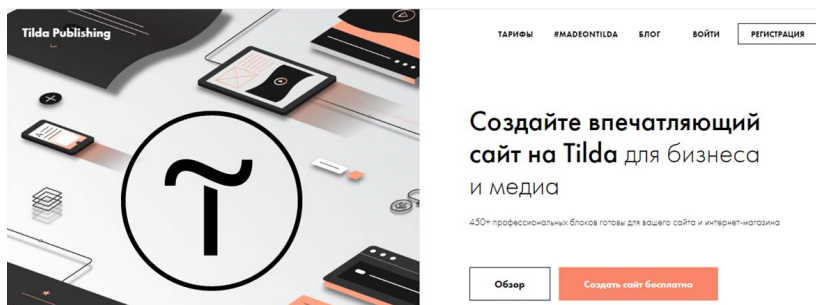 Tilda Publishing
ТАРИФЫ #MADEONTILDA БЛОГ ВОЙТИ РЕГИСТРАЦИЯ
Создайте впечатляющий
сайт на Tilda для бизнеса
и медиа
450+ профессиональных блоков готовы для вашего сайта и интернет-магазина
Обзор Создать сайт бесплатно